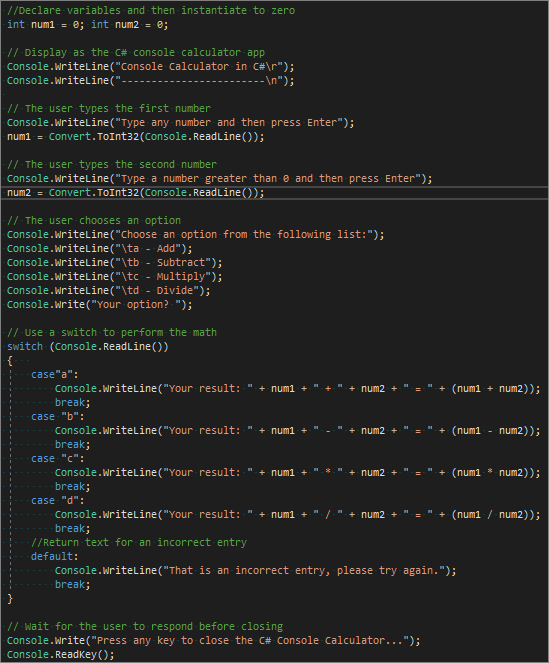 //Declare variables and then instantiate to zero
int num1 = 0; int num2 = 0;
// Display as the C# console calculator app
Console.WriteLine("Console Calculator in C#\r");
Console.WriteLine("------------------------\n");
// The user types the first number
Console.WriteLine("Type any number and then press Enter");
num1 = Convert.ToInt32(Console.ReadLine());
// The user types the second number
Console.WriteLine("Type a number greater than 0 and then press Enter");
num2 = Convert.ToInt32(Console.ReadLine());
// The user chooses an option
Console.WriteLine("Choose an option from the following list:");
Console.WriteLine("\ta - Add");
Console.WriteLine("\tb - Subtract");
Console.WriteLine("\tc - Multiply");
Console.WriteLine("\td - Divide");
Console.Write("Your option? ");
// Use a switch to perform the math
switch (Console.ReadLine())
{
case"a":
Console.WriteLine("Your result: " + num1 + " + " + num2 + " = " + (num1 + num2));
break;
case "b":
Console.WriteLine("Your result: " + num1 + " - " + num2 + " = " + (num1 - num2));
break;
case "c":
Console.WriteLine("Your result: " + num1 + " * " + num2 + " = " + (num1 * num2));
break;
case "d":
Console.WriteLine("Your result: " + num1 + " / " + num2 + " = " + (num1 / num2));
break;
//Return text for an incorrect entry
default:
Console.WriteLine("That is an incorrect entry, please try again.");
break;
}
// Wait for the user to respond before closing
Console.Write("Press any key to close the C# Console Calculator...");
Console.ReadKey();